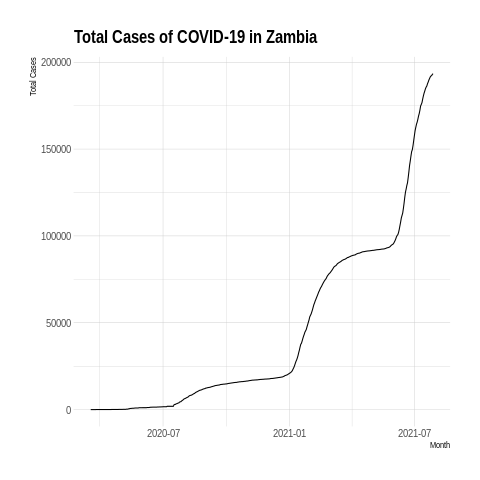 Total Cases of COVID-19 in Zambia
Total Cases
200000
150000
100000
50000
0
2020-07 2021-01 2021-07
Month